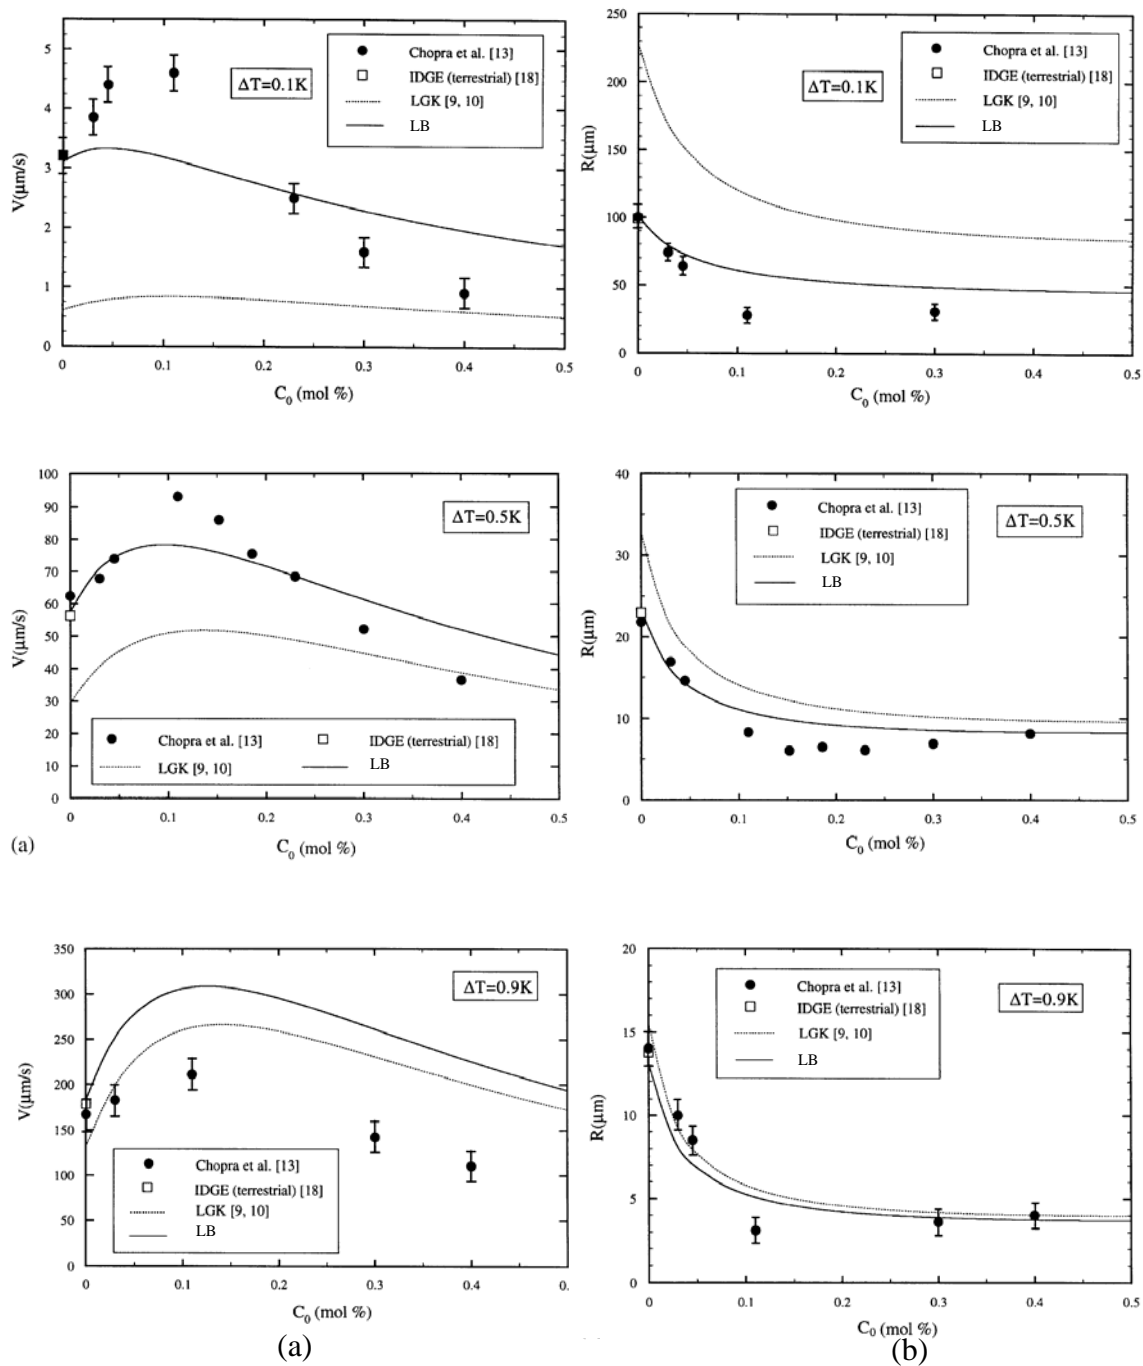 5
4
3
2
1
0
V(μm/s)
ΔT=0.1K
Chopra et al. [13]
IDGE (terrestrial) [18]
LGK [9, 10]
LB
0 0.1 0.2 0.3 0.4 0.5
C0 (mol %)
250
200
150
100
50
0
R(μm)
ΔT=0.1K
Chopra et al. [13]
IDGE (terrestrial) [18]
LGK [9, 10]
LB
0 0.1 0.2 0.3 0.4 0.5
C0 (mol %)
100
90
80
70
60
50
40
30
20
10
0
V(μm/s)
ΔT=0.5K
Chopra et al. [13] IDGE (terrestrial) [18]
LGK [9, 10] LB
0 0.1 0.2 0.3 0.4 0.5
(a)
C0 (mol %)
40
30
20
10
0
R(μm)
Chopra et al. [13]
IDGE (terrestrial) [18]
LGK [9, 10]
LB
ΔT=0.5K
0 0.1 0.2 0.3 0.4 0.5
C0 (mol %)
350
300
250
200
150
100
50
0
V(μm/s)
ΔT=0.9K
Chopra et al. [13]
IDGE (terrestrial) [18]
LGK [9, 10]
LB
0 0.1 0.2 0.3 0.4 0.
C0 (mol %)
(a)
20
15
10
5
0
R(μm)
Chopra et al. [13]
IDGE (terrestrial) [18]
LGK [9, 10]
LB
ΔT=0.9K
0 0.1 0.2 0.3 0.4 0.5
C0 (mol %)
(b)